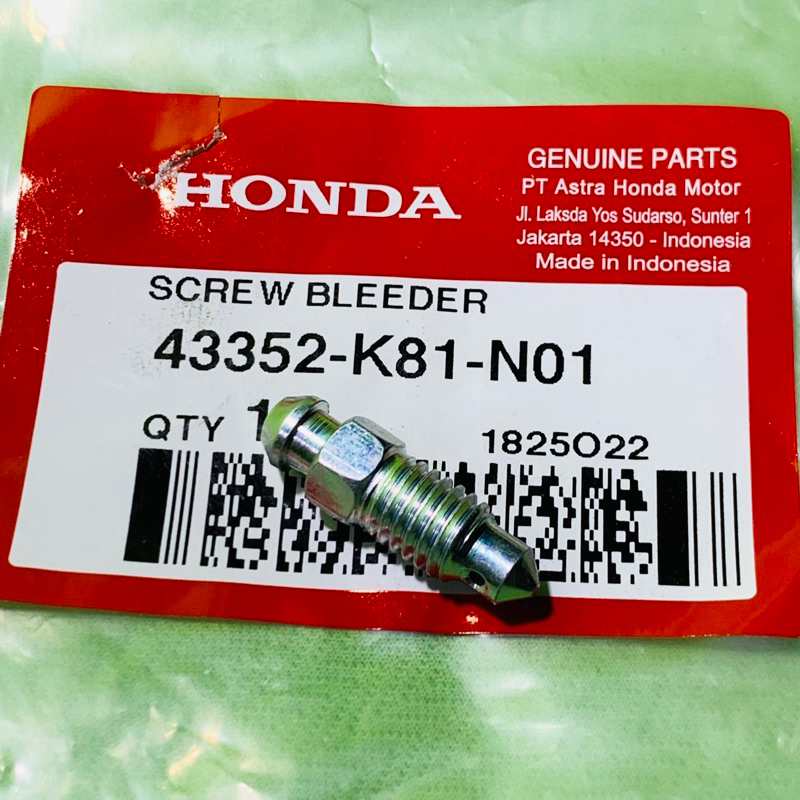 HONDA
GENUINE PARTS
PT Astra Honda Motor
Jl. Laksda Yos Sudarso, Sunter 1
Jakarta 14350 - Indonesia
Made in Indonesia
SCREW BLEEDER
43352-K81-N01
QTY 1
1825O22